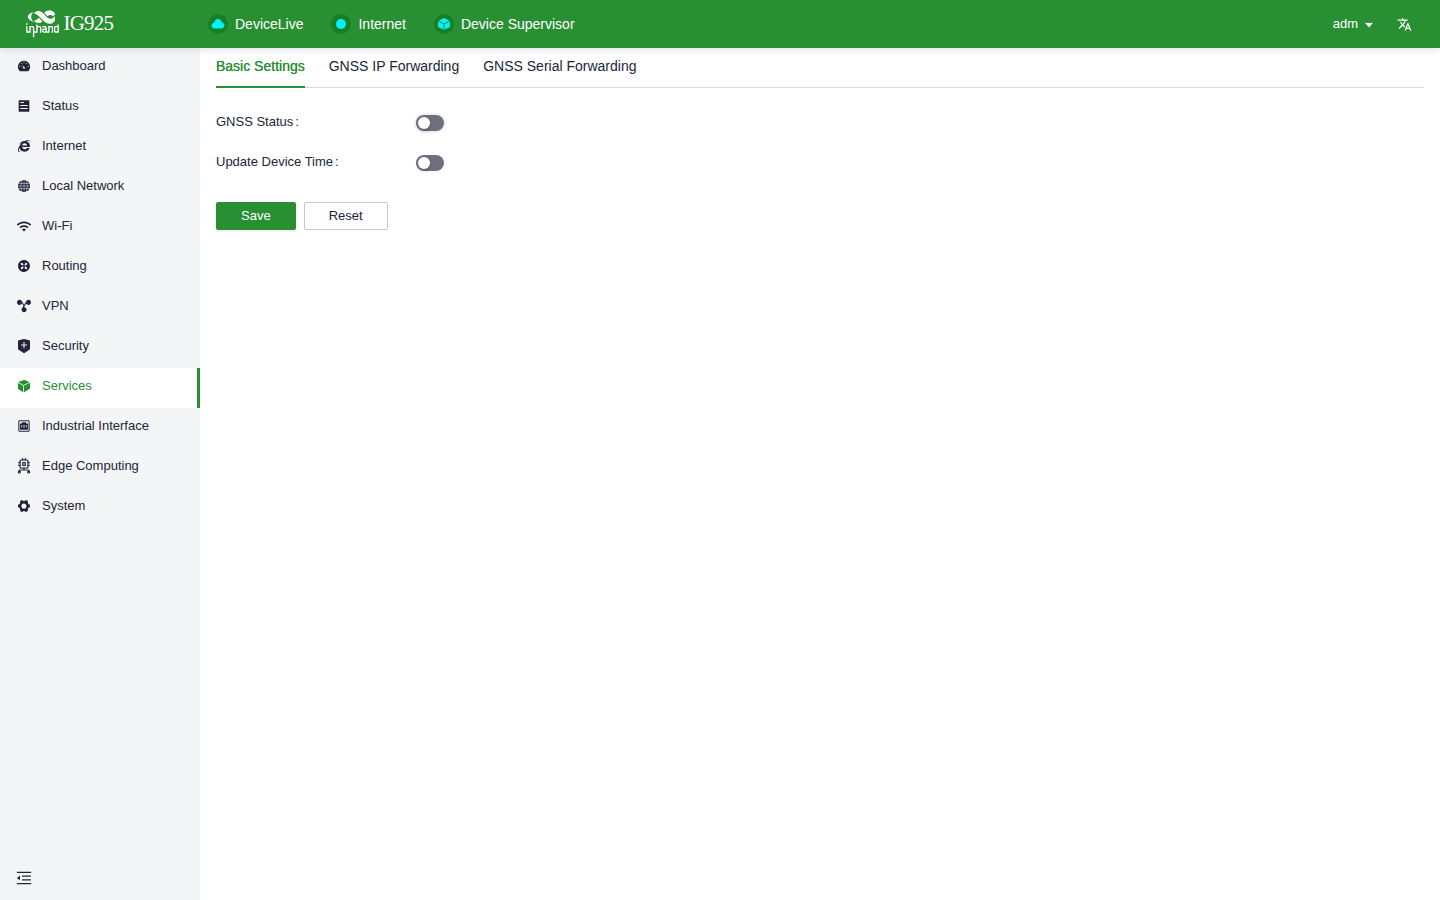 inhand IG925
DeviceLive
Internet
Device Supervisor
adm
Dashboard
Status
Internet
Local Network
Wi-Fi
Routing
VPN
Security
Services
Industrial Interface
Edge Computing
System
Basic Settings
GNSS IP Forwarding
GNSS Serial Forwarding
GNSS Status :
Update Device Time :
Save
Reset